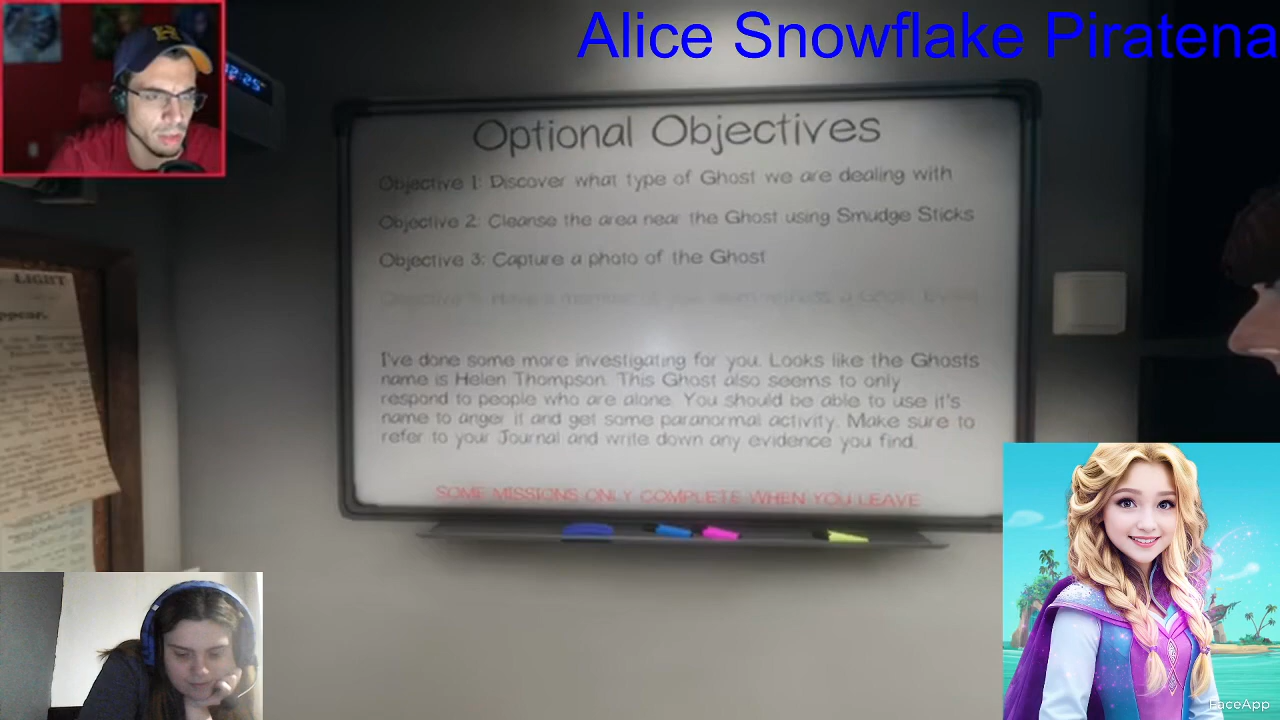 Alice Snowflake Piratena
12:25
Optional Objectives
Objective 1: Discover what type of Ghost we are dealing with
Objective 2: Cleanse the area near the Ghost using Smudge Sticks
Objective 3: Capture a photo of the Ghost
I've done some more investigating for you. Looks like the Ghosts
name is Helen Thompson. This Ghost also seems to only
respond to people who are alone. You should be able to use it's
name to anger it and get some paranormal activity. Make sure to
refer to your Journal and write down any evidence you find.
SOME MISSIONS ONLY COMPLETE WHEN YOU LEAVE
LIGHT
ppear.
FaceApp